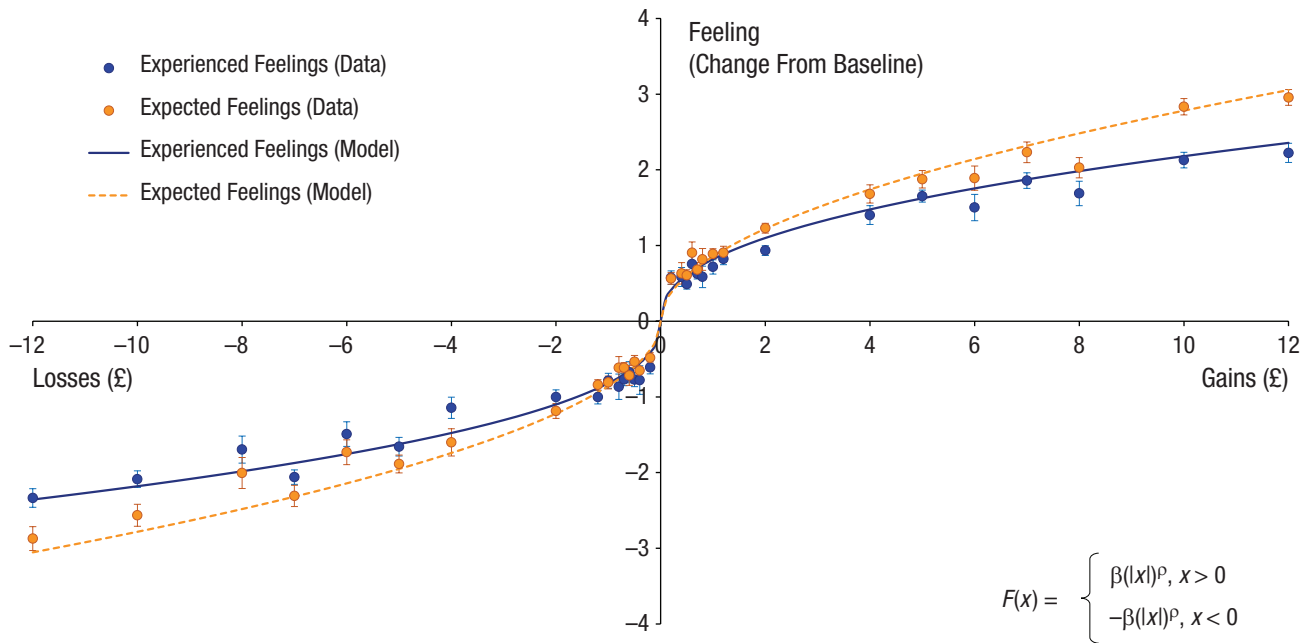 4
Feeling
(Change From Baseline)
Experienced Feelings (Data)
Expected Feelings (Data)
Experienced Feelings (Model)
Expected Feelings (Model)
3
2
1
0
−12 −10 −8 −6 −4 −2 0 2 4 6 8 10 12
Losses (£)
Gains (£)
−1
−2
−3
−4
F(x) =
β(|x|)ᵖ, x > 0
−β(|x|)ᵖ, x < 0